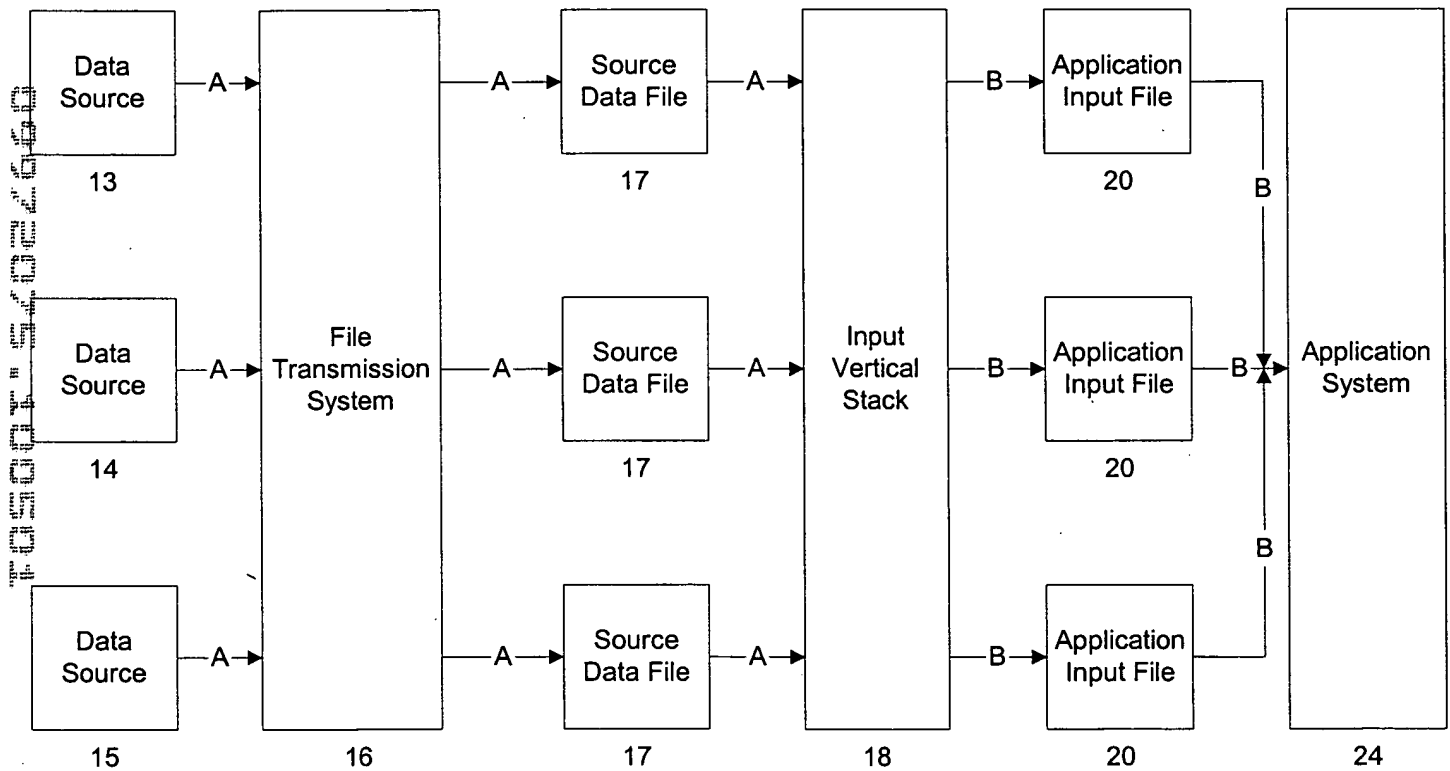 Data
Source
13
A
Data
Source
14
A
Data
Source
15
A
File
Transmission
System
16
A
Source
Data File
17
A
A
Source
Data File
17
A
A
Source
Data File
17
A
Input
Vertical
Stack
18
B
Application
Input File
20
B
B
Application
Input File
20
B
B
Application
Input File
20
B
Application
System
24